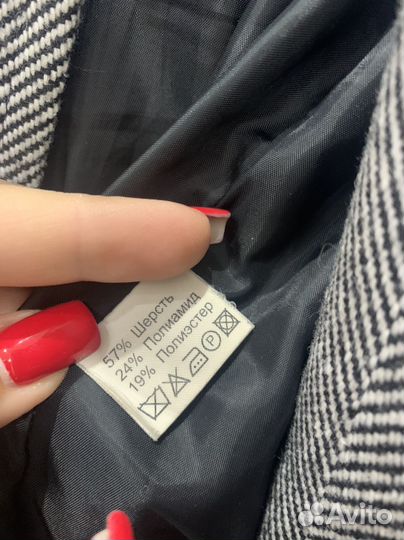 57% Шерсть
24% Полиамид
19% Полиэстер
P
Avito